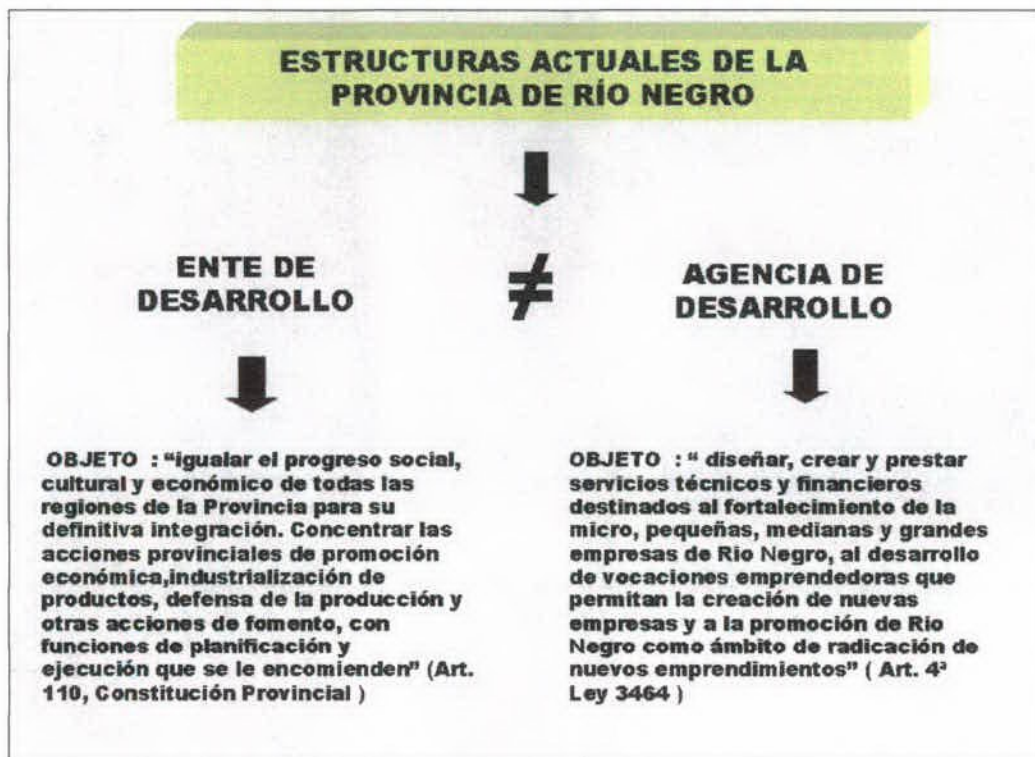 ESTRUCTURAS ACTUALES DE LA
PROVINCIA DE RÍO NEGRO
ENTE DE
DESARROLLO
≠
AGENCIA DE
DESARROLLO
OBJETO : “igualar el progreso social,
cultural y económico de todas las
regiones de la Provincia para su
definitiva integración. Concentrar las
acciones provinciales de promoción
económica,industrialización de
productos, defensa de la producción y
otras acciones de fomento, con
funciones de planificación y
ejecución que se le encomienden” (Art.
110, Constitución Provincial )
OBJETO : “ diseñar, crear y prestar
servicios técnicos y financieros
destinados al fortalecimiento de la
micro, pequeñas, medianas y grandes
empresas de Rio Negro, al desarrollo
de vocaciones emprendedoras que
permitan la creación de nuevas
empresas y a la promoción de Rio
Negro como ámbito de radicación de
nuevos emprendimientos” ( Art. 4ª
Ley 3464 )